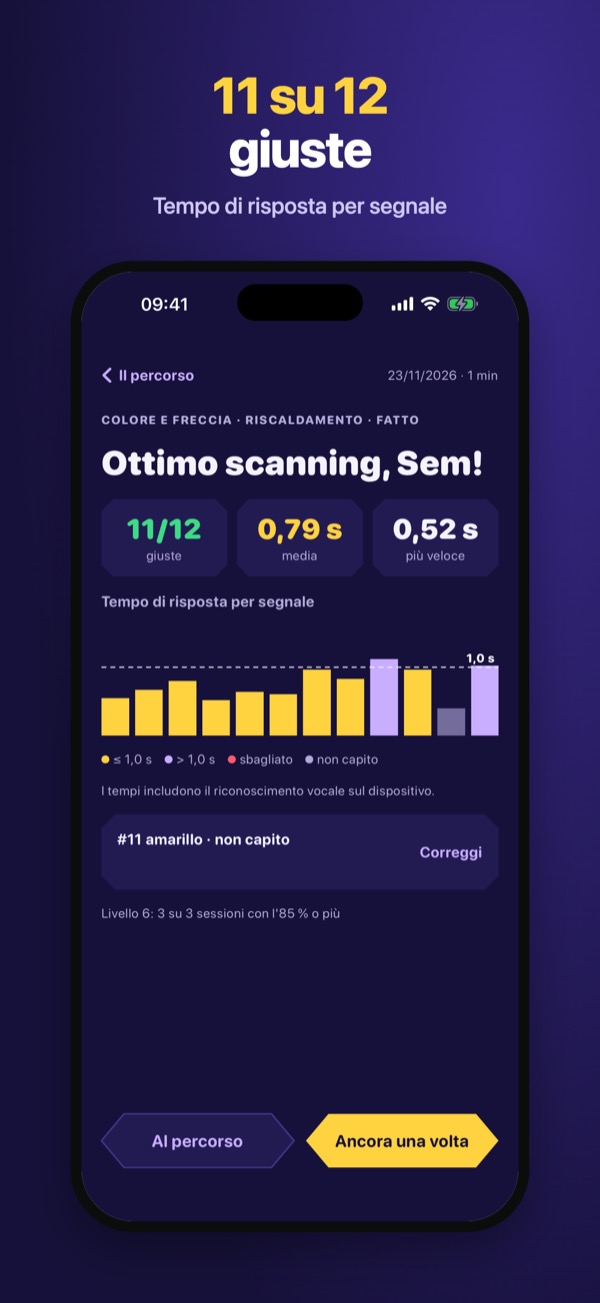 11 su 12
giuste
Tempo di risposta per segnale
09:41
Il percorso
23/11/2026 · 1 min
COLORE E FRECCIA · RISCALDAMENTO · FATTO
Ottimo scanning, Sem!
11/12
giuste
0,79 s
media
0,52 s
più veloce
Tempo di risposta per segnale
1,0 s
≤ 1,0 s
> 1,0 s
sbagliato
non capito
I tempi includono il riconoscimento vocale sul dispositivo.
#11 amarillo · non capito
Correggi
Livello 6: 3 su 3 sessioni con l'85 % o più
Al percorso
Ancora una volta